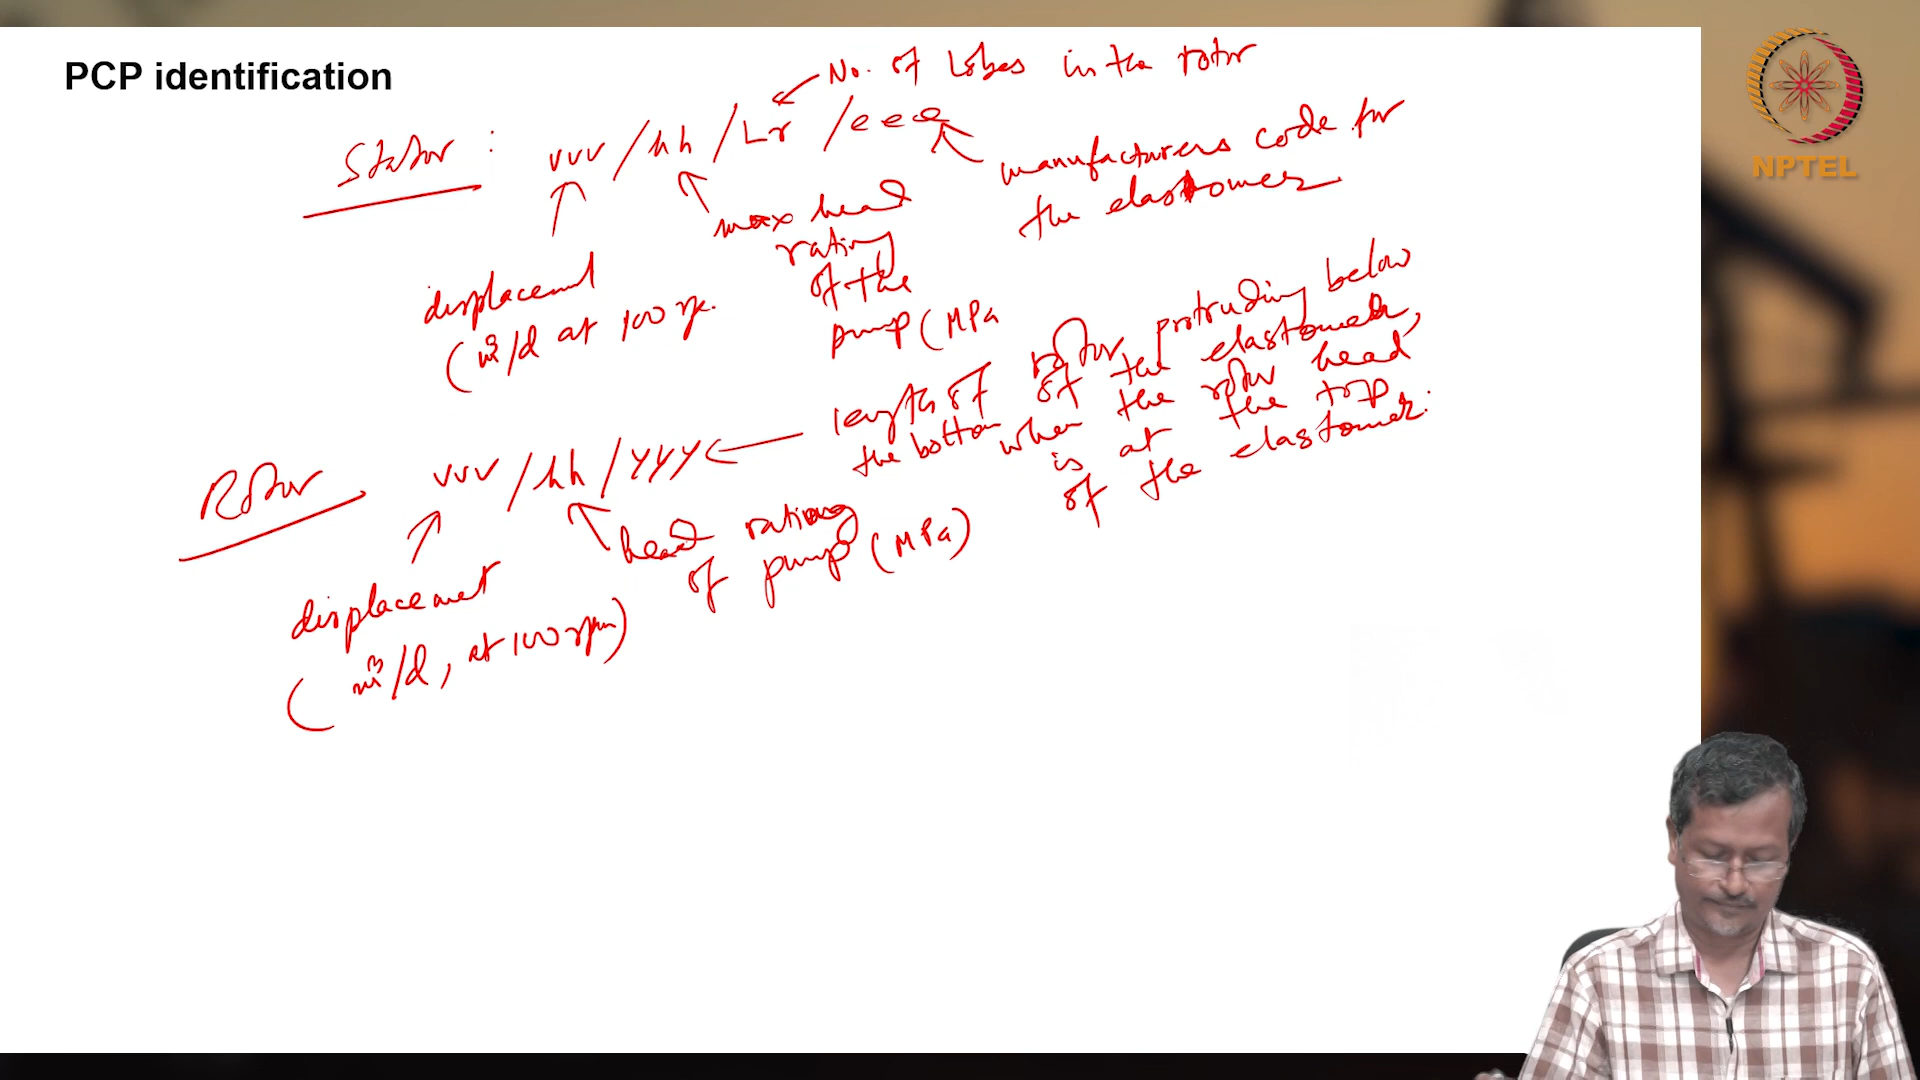 PCP identification
No. of Lobes in the rotor
Stator : vvv / hh / Lr / eee
manufacturers code for
the elastomer
max head
rating
of the
pump (MPa
displacement
(m³/d at 100 rp.
length of rotor protruding below
the bottom of the elastomer,
when the rotor head
is at the top
of the elastomer.
Rotor vvv / hh / yyy
head rating
of pump (MPa)
displacement
(m³/d, at 100 rpm)
NPTEL